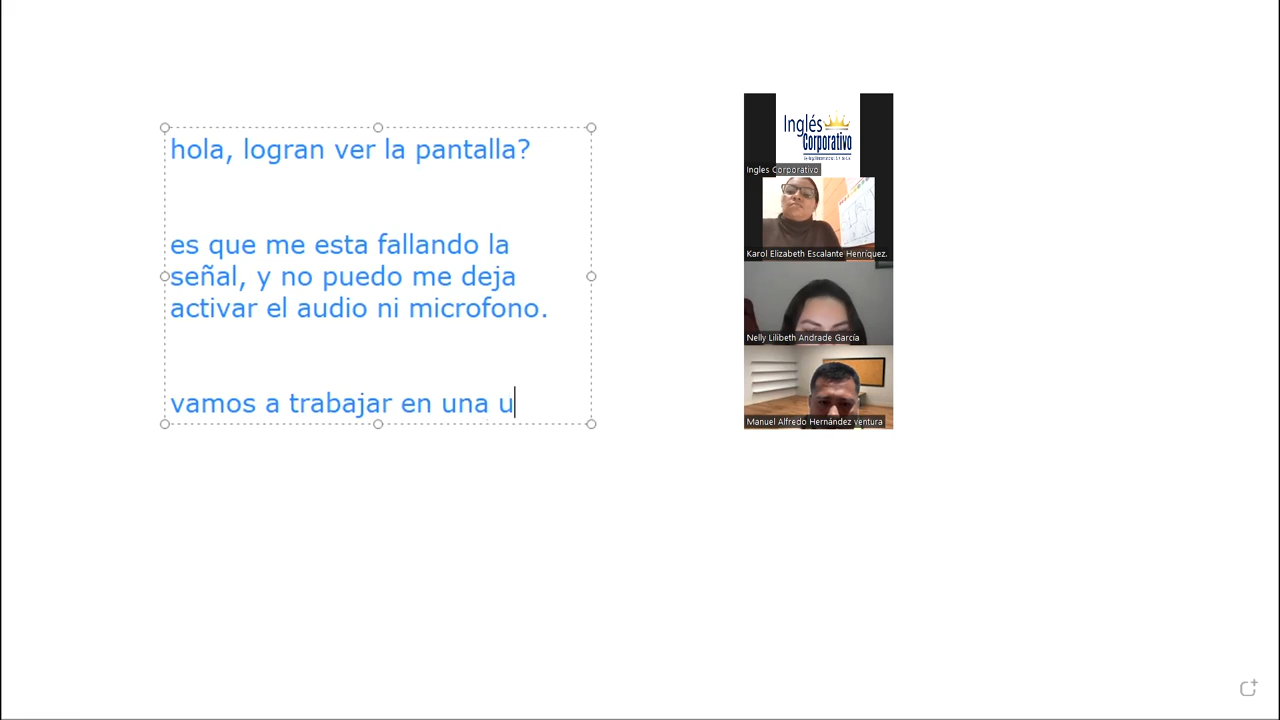 hola, logran ver la pantalla?
es que me esta fallando la
señal, y no puedo me deja
activar el audio ni microfono.
vamos a trabajar en una u
Inglés
Corporativo
Ingles Corporativo
Karol Elizabeth Escalante Henríquez.
Nelly Lilibeth Andrade García
Manuel Alfredo Hernández ventura